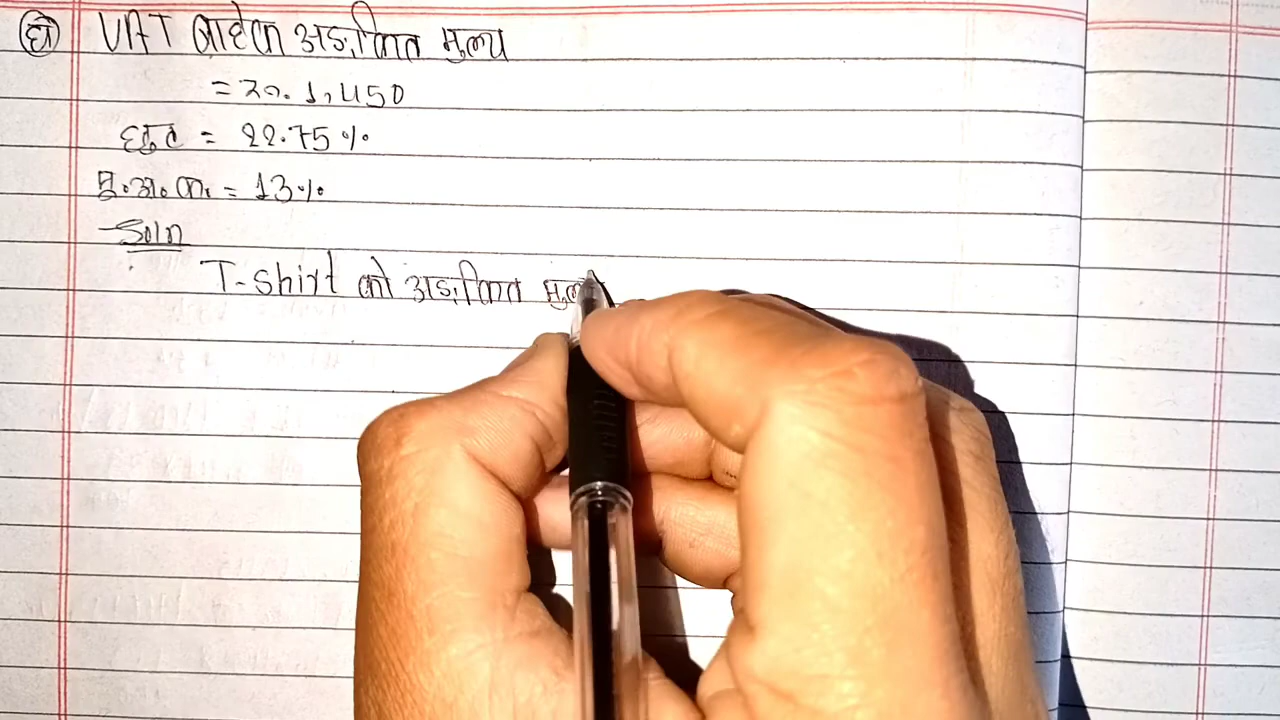 घ VAT बाहेक अङ्कित मुल्य
= रू. 1,450
छुट = 22.75 %
मु.अ.क. = 13%
Soln
T-shirt को अङ्कित मुल्य